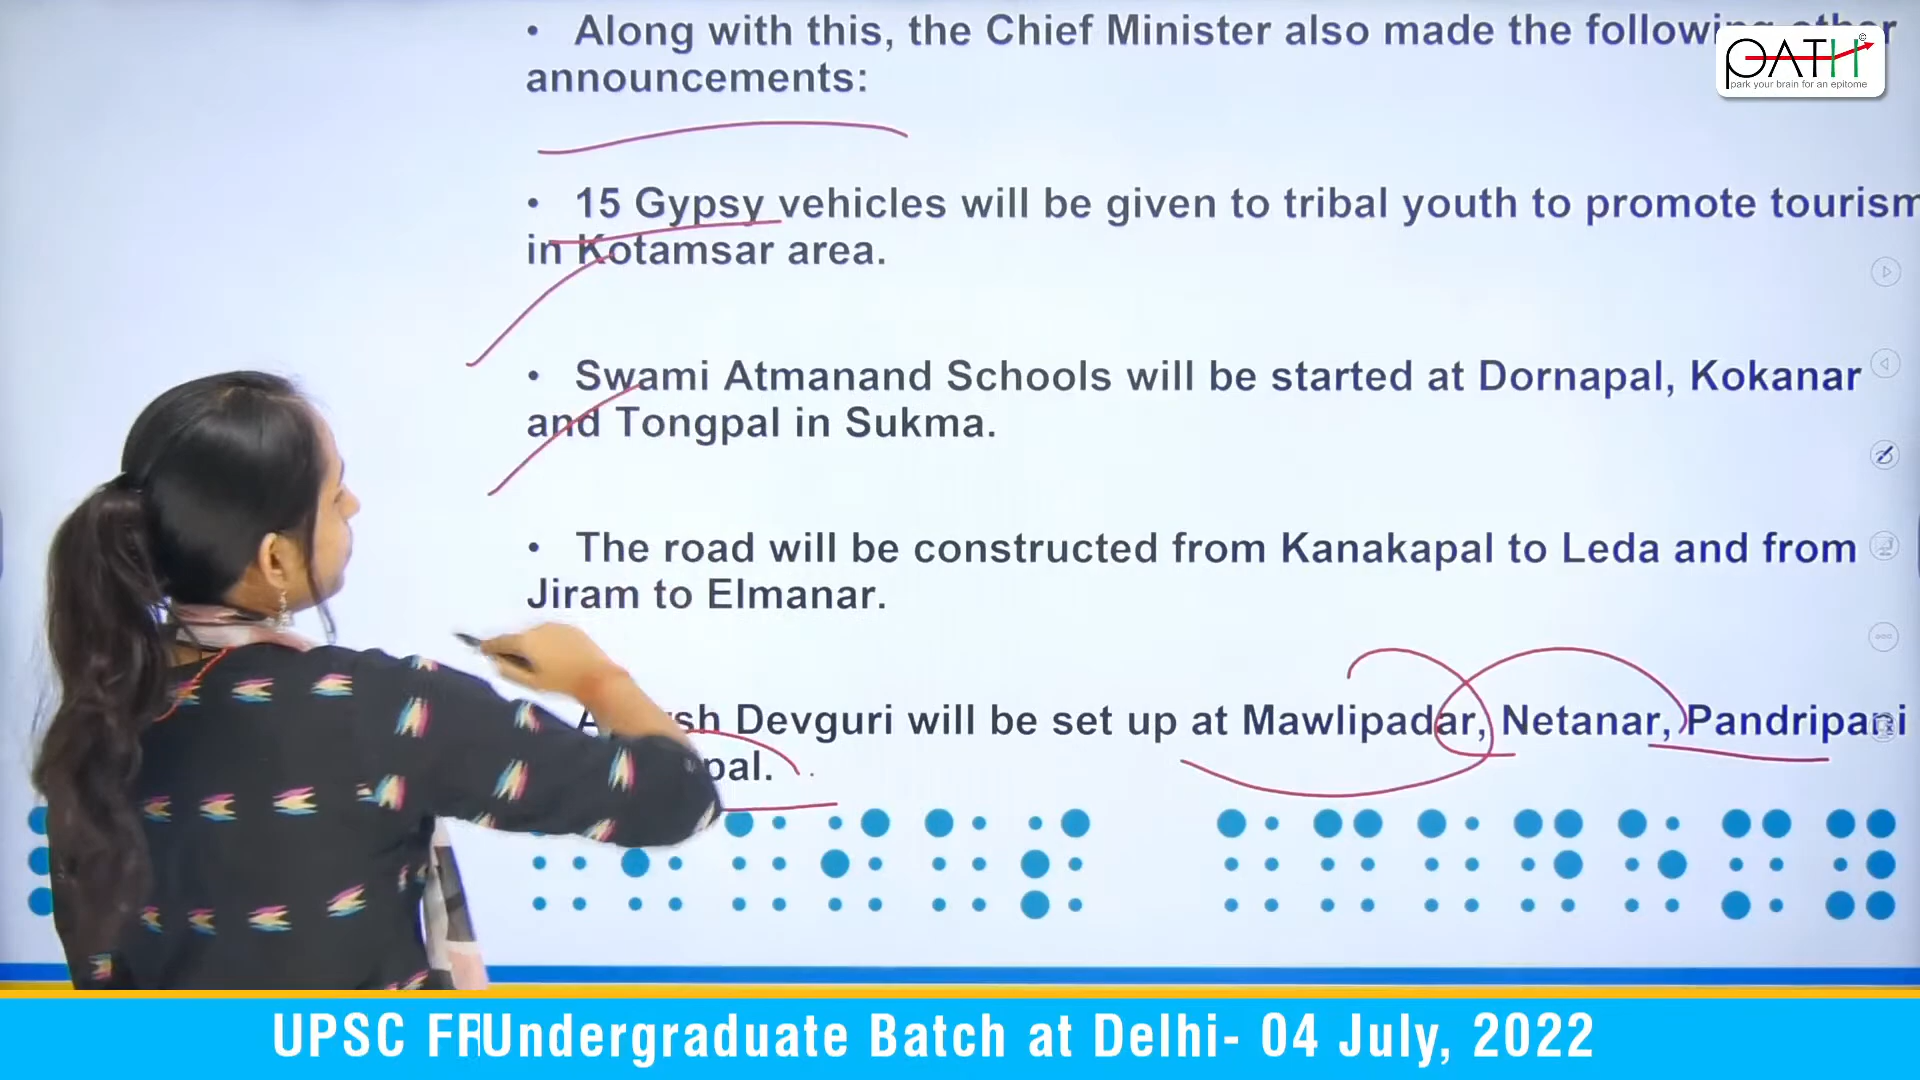 • Along with this, the Chief Minister also made the
announcements:
PATH
park your brain for an epitome
• 15 Gypsy vehicles will be given to tribal youth to promote tourism
in Kotamsar area.
• Swami Atmanand Schools will be started at Dornapal, Kokanar
and Tongpal in Sukma.
• The road will be constructed from Kanakapal to Leda and from
Jiram to Elmanar.
Devguri will be set up at Mawlipadar, Netanar, Pandripani
pal.
UPSC Undergraduate Batch at Delhi- 04 July, 2022